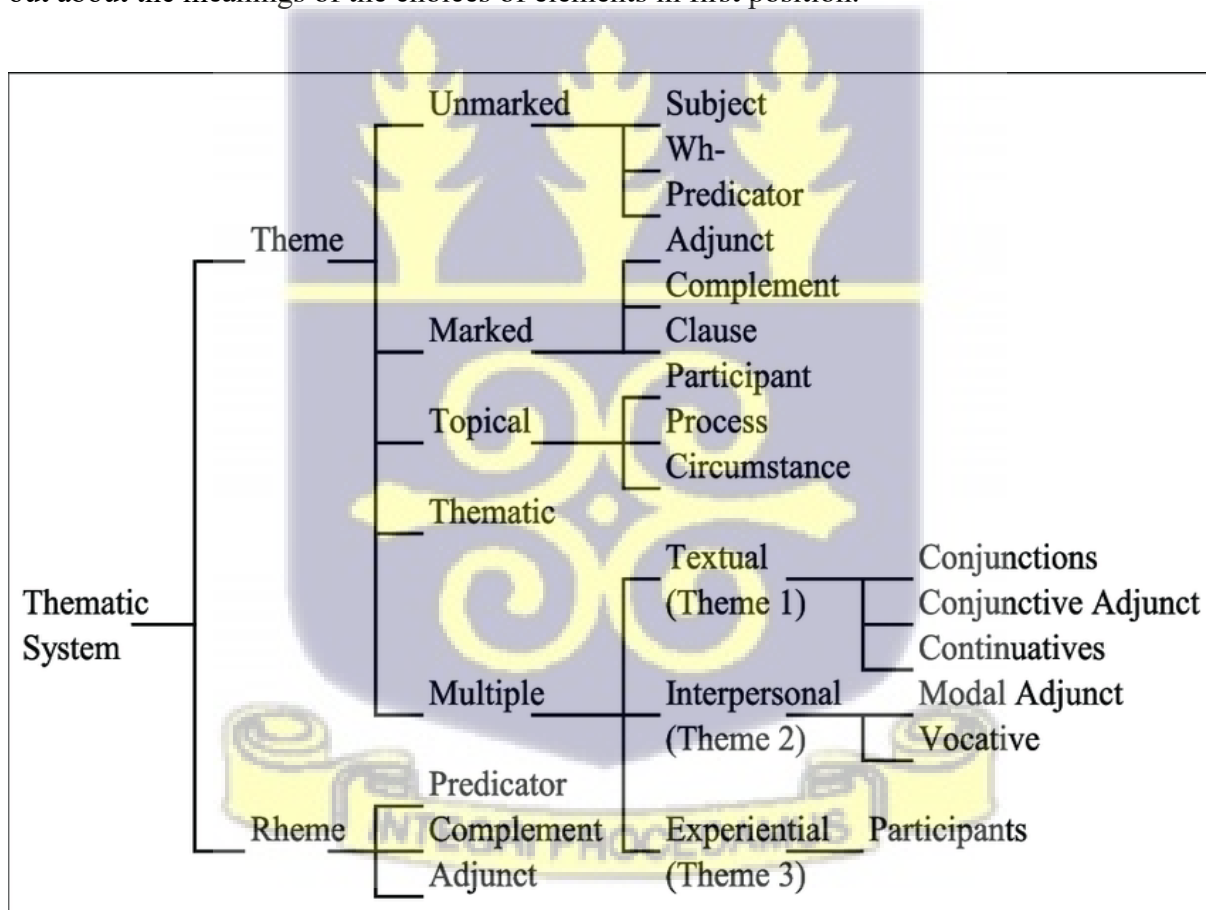 out about the meanings of the choices of elements in first position.
Unmarked Subject
Wh-
Predicator
Theme Adjunct
Complement
Marked Clause
Participant
Topical Process
Circumstance
Thematic
Textual Conjunctions
Thematic (Theme 1) Conjunctive Adjunct
System Continuatives
Multiple Interpersonal Modal Adjunct
(Theme 2) Vocative
Predicator
Rheme Complement Experiential Participants
Adjunct (Theme 3)
INTEGRI PROCEDAMUS